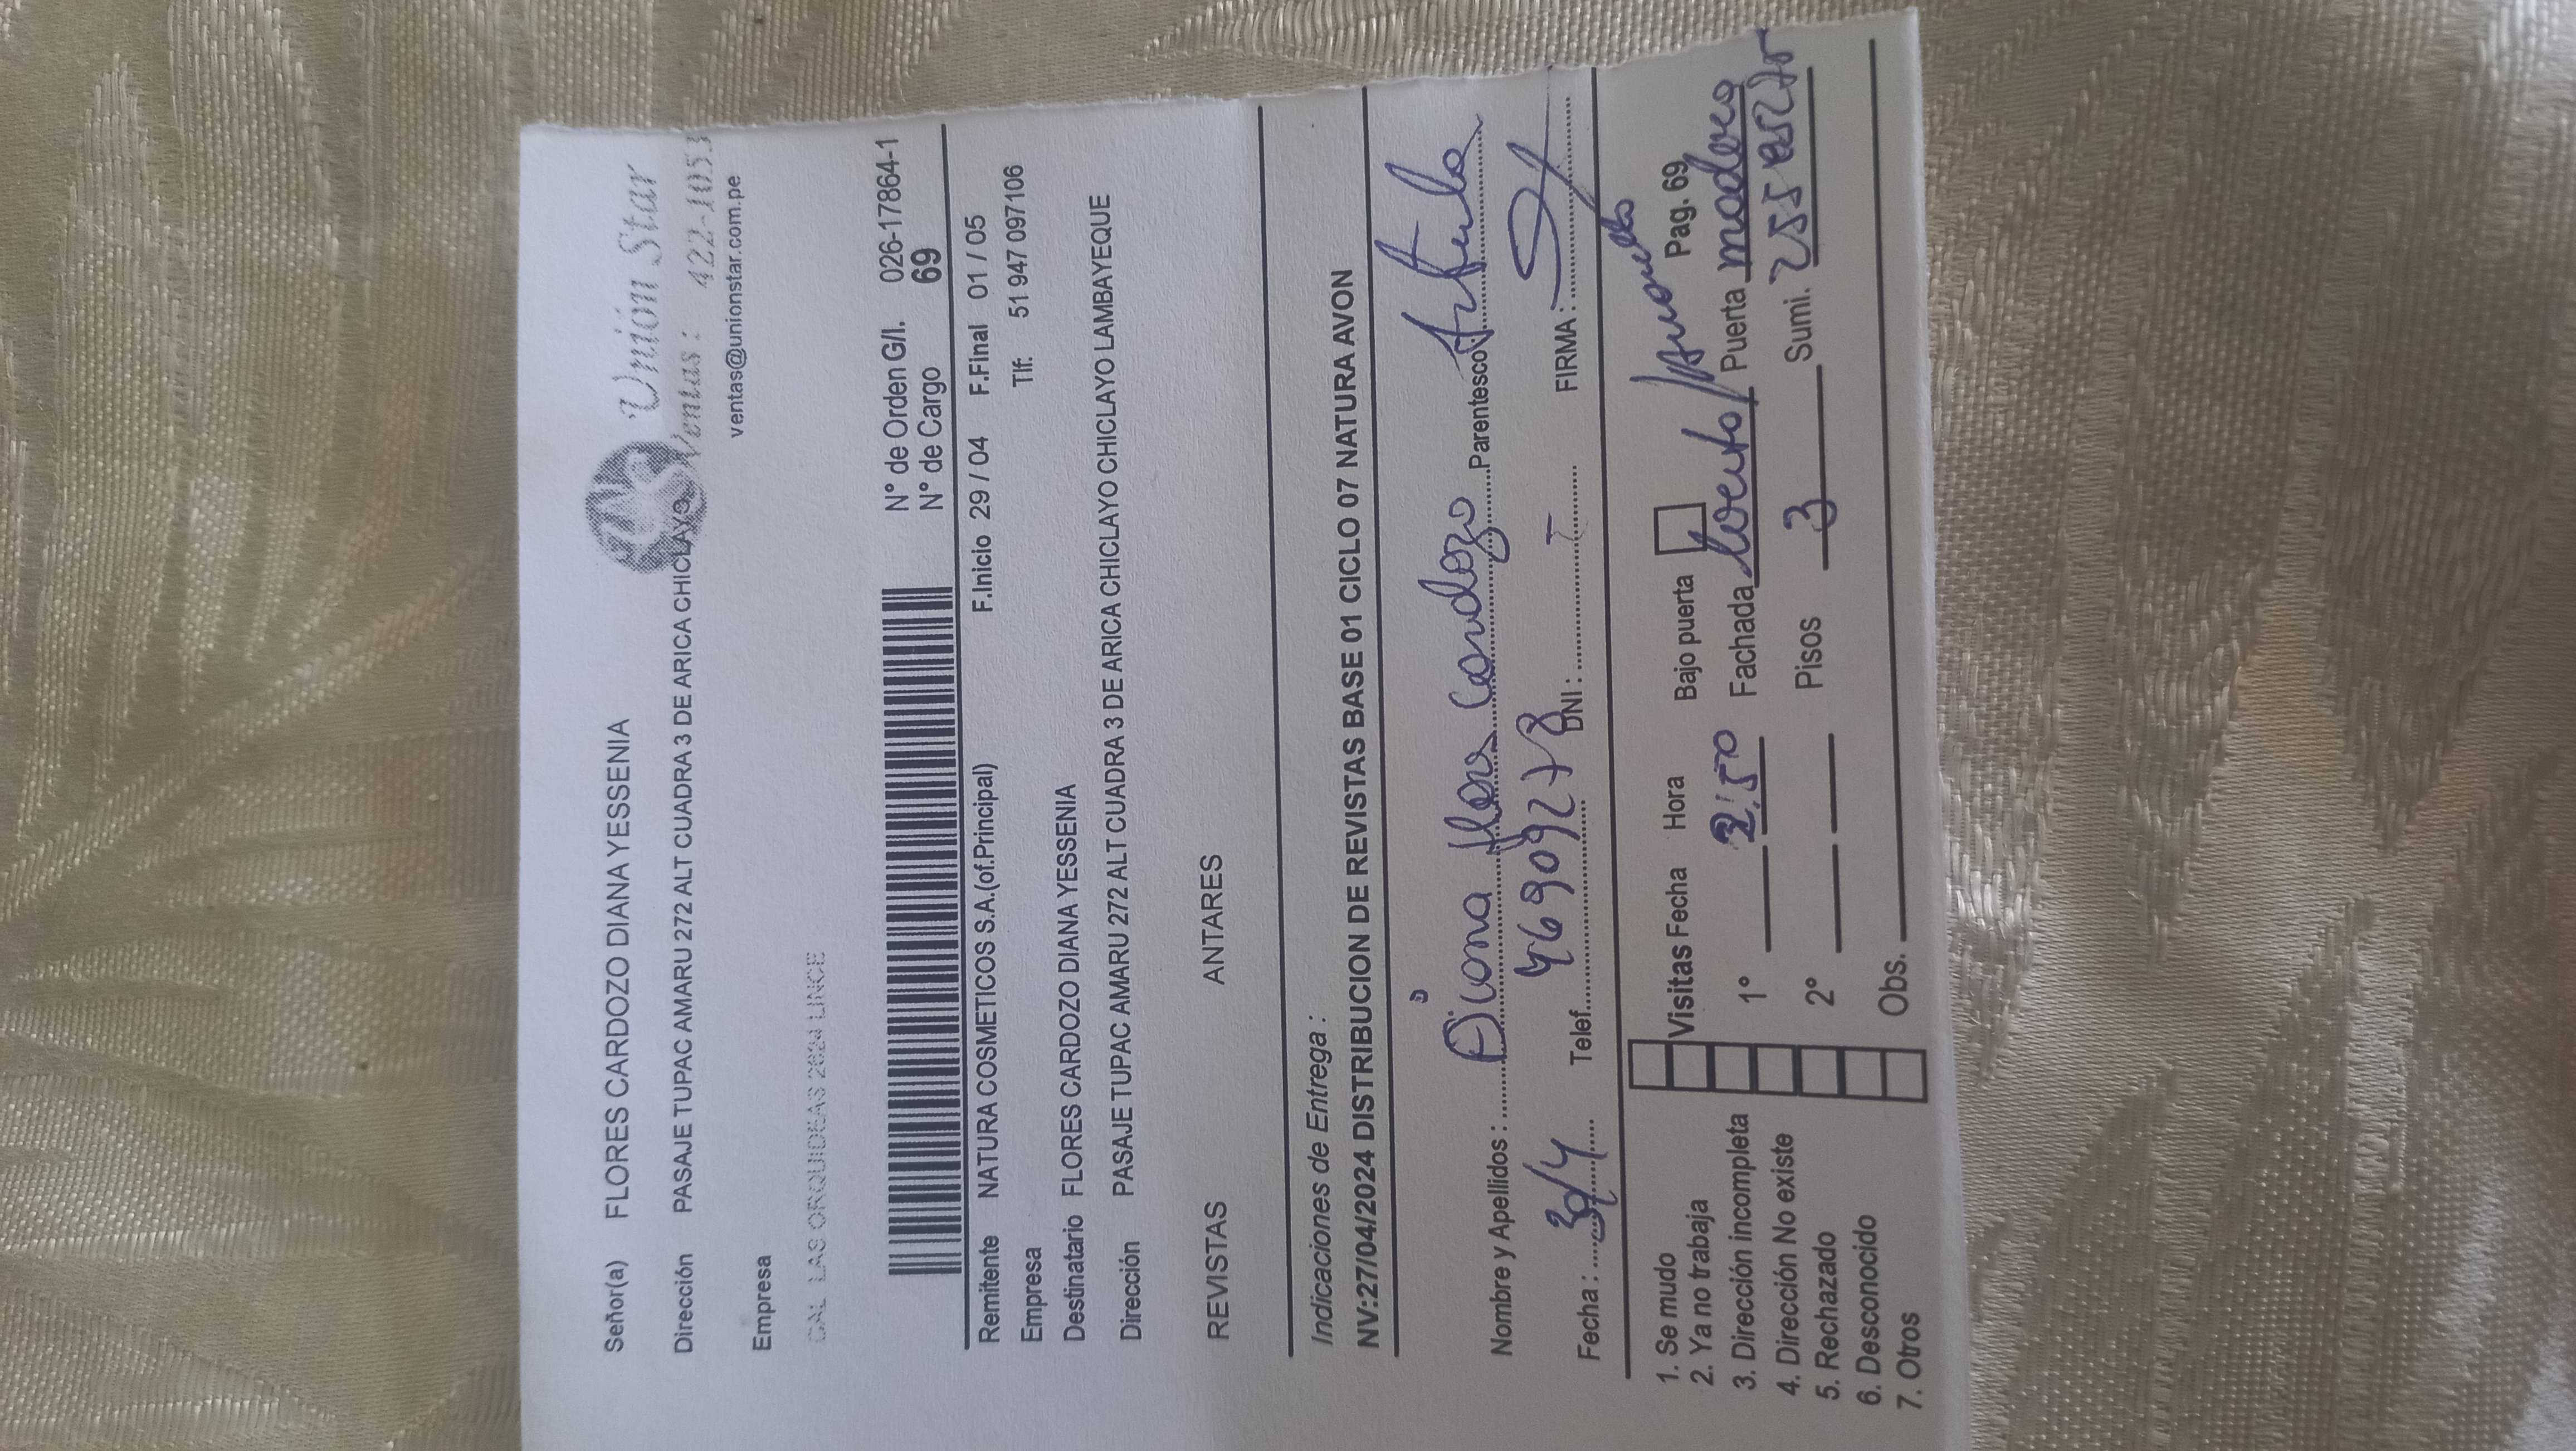 Señor(a) FLORES CARDOZO DIANA YESSENIA
Unión Star
Dirección PASAJE TUPAC AMARU 272 ALT CUADRA 3 DE ARICA CHICLAYO
Ventas : 422-1053
ventas@unionstar.com.pe
Empresa
CAL LAS ORQUIDEAS 2624 LINCE
N° de Orden G/I. 026-17864-1
N° de Cargo 69
Remitente NATURA COSMETICOS S.A.(of.Principal) F.Inicio 29 / 04 F.Final 01 / 05
Empresa Tlf: 51 947 097106
Destinatario FLORES CARDOZO DIANA YESSENIA
Dirección PASAJE TUPAC AMARU 272 ALT CUADRA 3 DE ARICA CHICLAYO CHICLAYO LAMBAYEQUE
REVISTAS ANTARES
Indicaciones de Entrega :
NV:27/04/2024 DISTRIBUCION DE REVISTAS BASE 01 CICLO 07 NATURA AVON
Nombre y Apellidos : Diana flores Cardozo Parentesco
Fecha : 30/4 Telef. 46909278 DNI : FIRMA :
1. Se mudo
2. Ya no trabaja
3. Dirección incompleta
4. Dirección No existe
5. Rechazado
6. Desconocido
7. Otros
Visitas Fecha Hora Bajo puerta Pag. 69
1° 2:50 Fachada Puerta madera
2° Pisos 3 Sumi.
Obs.